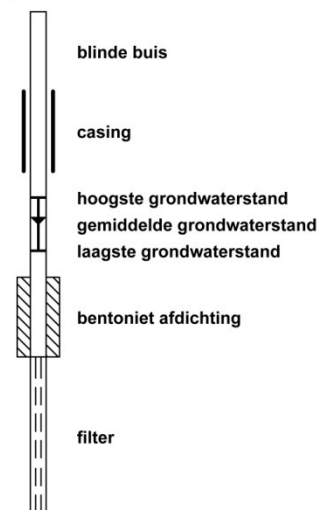 blinde buis
casing
hoogste grondwaterstand
gemiddelde grondwaterstand
laagste grondwaterstand
bentoniet afdichting
filter